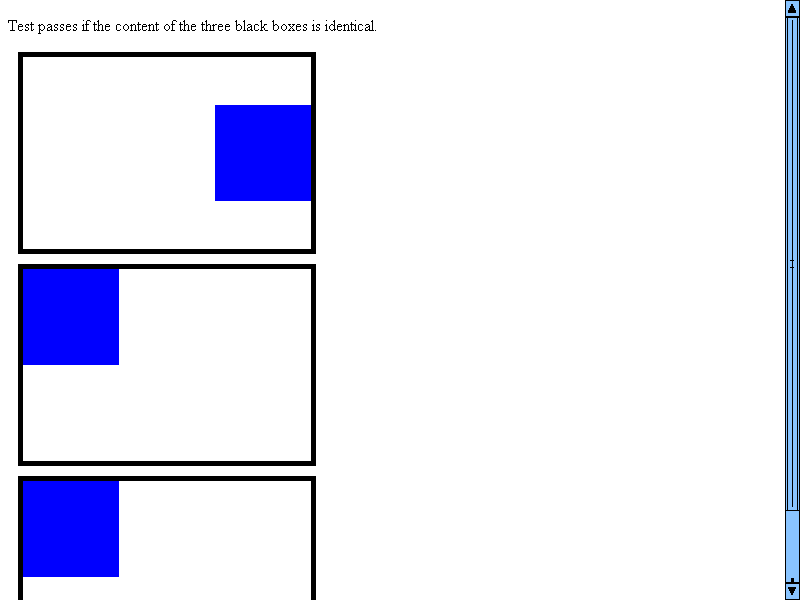 Test passes if the content of the three black boxes is identical.